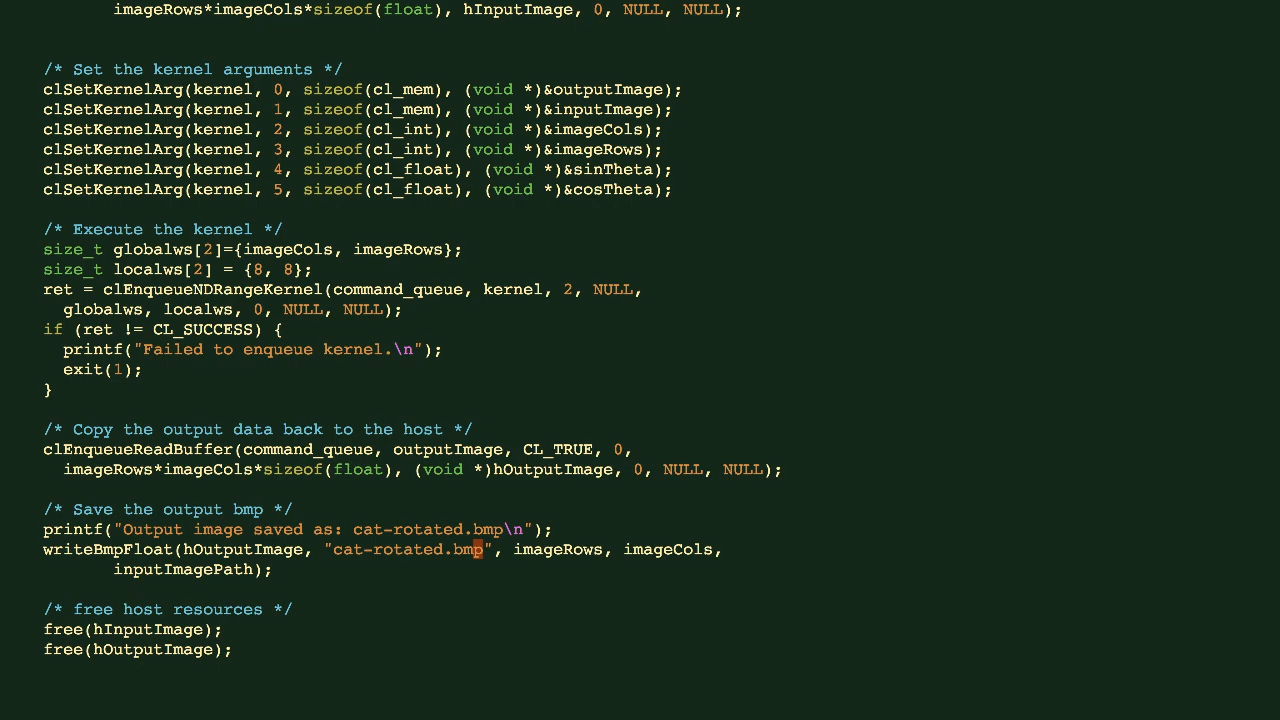 imageRows*imageCols*sizeof(float), hInputImage, 0, NULL, NULL);
/* Set the kernel arguments */
clSetKernelArg(kernel, 0, sizeof(cl_mem), (void *)&outputImage);
clSetKernelArg(kernel, 1, sizeof(cl_mem), (void *)&inputImage);
clSetKernelArg(kernel, 2, sizeof(cl_int), (void *)&imageCols);
clSetKernelArg(kernel, 3, sizeof(cl_int), (void *)&imageRows);
clSetKernelArg(kernel, 4, sizeof(cl_float), (void *)&sinTheta);
clSetKernelArg(kernel, 5, sizeof(cl_float), (void *)&cosTheta);
/* Execute the kernel */
size_t globalws[2]={imageCols, imageRows};
size_t localws[2] = {8, 8};
ret = clEnqueueNDRangeKernel(command_queue, kernel, 2, NULL,
globalws, localws, 0, NULL, NULL);
if (ret != CL_SUCCESS) {
printf("Failed to enqueue kernel.\n");
exit(1);
}
/* Copy the output data back to the host */
clEnqueueReadBuffer(command_queue, outputImage, CL_TRUE, 0,
imageRows*imageCols*sizeof(float), (void *)hOutputImage, 0, NULL, NULL);
/* Save the output bmp */
printf("Output image saved as: cat-rotated.bmp\n");
writeBmpFloat(hOutputImage, "cat-rotated.bmp", imageRows, imageCols,
inputImagePath);
/* free host resources */
free(hInputImage);
free(hOutputImage);